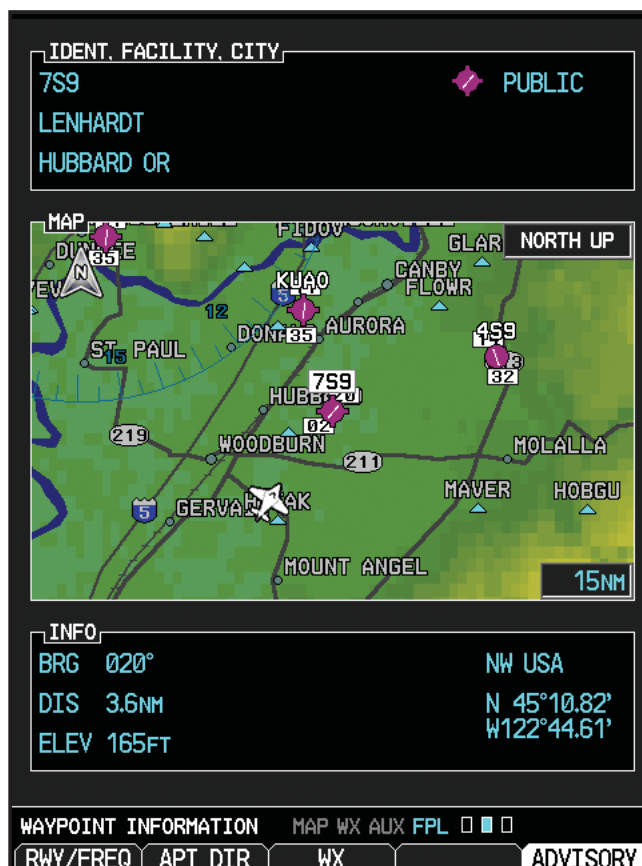 IDENT, FACILITY, CITY
7S9
PUBLIC
LENHARDT
HUBBARD OR
MAP
FIDOV
GLAR
NORTH UP
35
N
KUAO
CANBY
FLOWR
5
12
35
AURORA
4S9
ST PAUL
15
32
7S9
02
219
WOODBURN
211
MOLALLA
MAVER
HOBGU
5
MOUNT ANGEL
15NM
INFO
BRG 020°
NW USA
DIS 3.6NM
N 45°10.82'
W122°44.61'
ELEV 165FT
WAYPOINT INFORMATION
MAP WX AUX FPL
RWY/FREQ
APT DIR
WX
ADVISORY